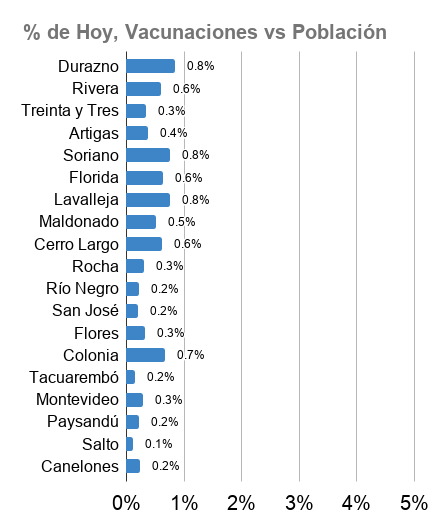 % de Hoy, Vacunaciones vs Población
Durazno 0.8%
Rivera 0.6%
Treinta y Tres 0.3%
Artigas 0.4%
Soriano 0.8%
Florida 0.6%
Lavalleja 0.8%
Maldonado 0.5%
Cerro Largo 0.6%
Rocha 0.3%
Río Negro 0.2%
San José 0.2%
Flores 0.3%
Colonia 0.7%
Tacuarembó 0.2%
Montevideo 0.3%
Paysandú 0.2%
Salto 0.1%
Canelones 0.2%
0% 1% 2% 3% 4% 5%